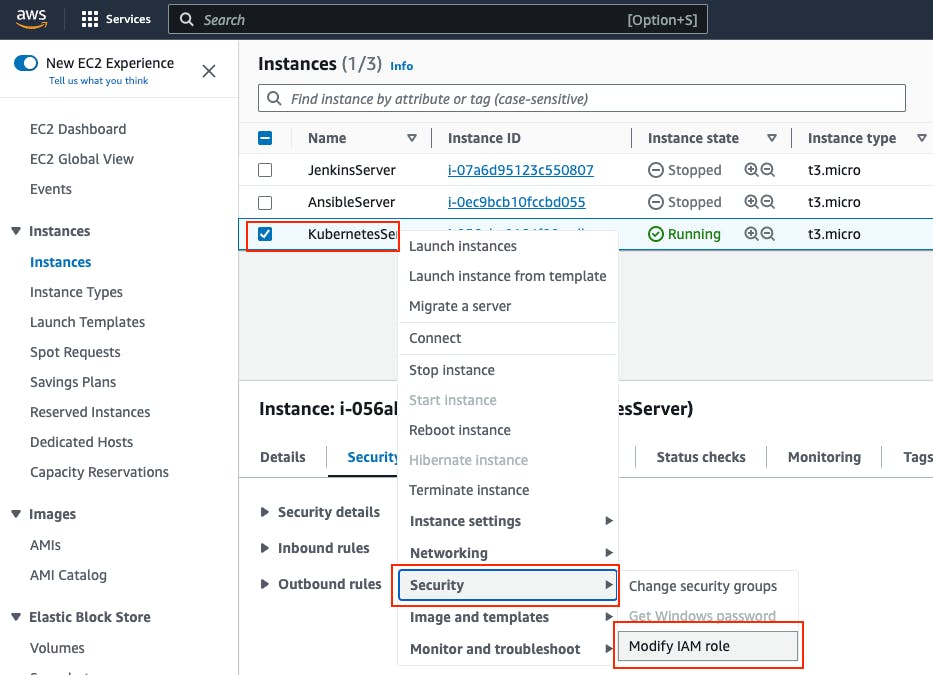 aws
Services
Search
[Option+S]
New EC2 Experience
Tell us what you think
EC2 Dashboard
EC2 Global View
Events
Instances
Instances
Instance Types
Launch Templates
Spot Requests
Savings Plans
Reserved Instances
Dedicated Hosts
Capacity Reservations
Images
AMIs
AMI Catalog
Elastic Block Store
Volumes
Instances (1/3) Info
Find instance by attribute or tag (case-sensitive)
Name Instance ID Instance state Instance type
JenkinsServer i-07a6d95123c550807 Stopped t3.micro
AnsibleServer i-0ec9bcb10fccbd055 Stopped t3.micro
KubernetesSe Running t3.micro
Launch instances
Launch instance from template
Migrate a server
Connect
Stop instance
Start instance
Reboot instance
Hibernate instance
Terminate instance
Instance settings
Networking
Security
Image and templates
Monitor and troubleshoot
Change security groups
Get Windows password
Modify IAM role
Instance: i-056a esServer)
Details Security Status checks Monitoring Tags
Security details
Inbound rules
Outbound rules